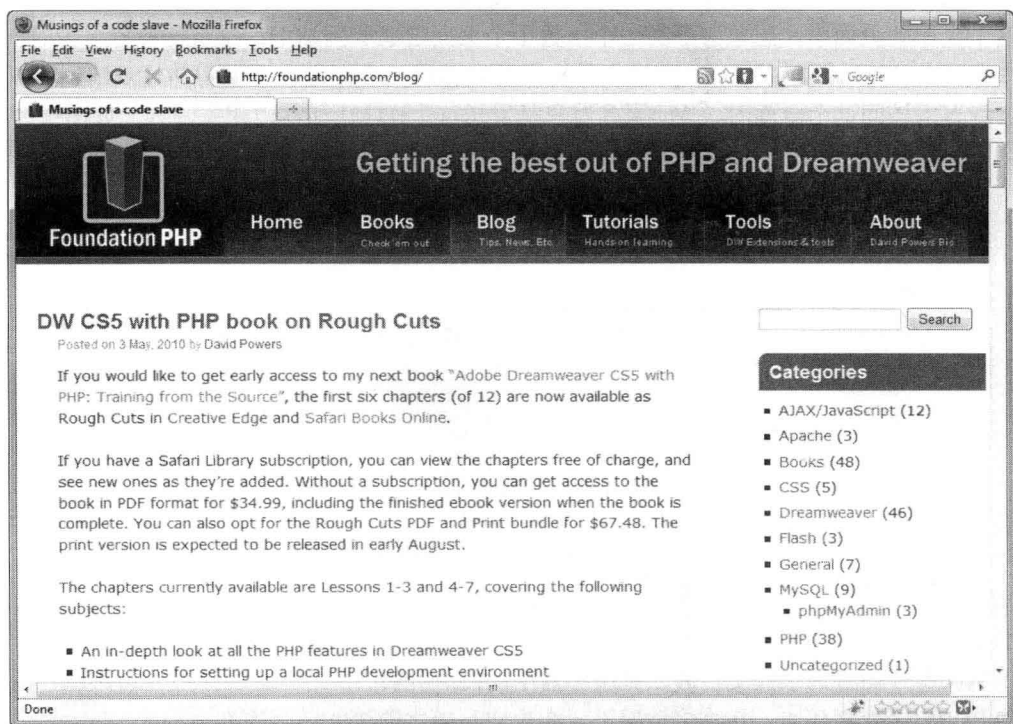 Musings of a code slave - Mozilla Firefox
File Edit View History Bookmarks Tools Help
http://foundationphp.com/blog/
Google
Musings of a code slave
Getting the best out of PHP and Dreamweaver
Foundation PHP
Home Books Blog Tutorials Tools About
Check 'em out Tips, News, Etc Hands-on learning DW Extensions & tools David Powers Bio
DW CS5 with PHP book on Rough Cuts
Posted on 3 May, 2010 by David Powers
If you would like to get early access to my next book "Adobe Dreamweaver CS5 with
PHP: Training from the Source", the first six chapters (of 12) are now available as
Rough Cuts in Creative Edge and Safari Books Online.
If you have a Safari Library subscription, you can view the chapters free of charge, and
see new ones as they're added. Without a subscription, you can get access to the
book in PDF format for $34.99, including the finished ebook version when the book is
complete. You can also opt for the Rough Cuts PDF and Print bundle for $67.48. The
print version is expected to be released in early August.
The chapters currently available are Lessons 1-3 and 4-7, covering the following
subjects:
▪ An in-depth look at all the PHP features in Dreamweaver CS5
▪ Instructions for setting up a local PHP development environment
Search
Categories
▪ AJAX/JavaScript (12)
▪ Apache (3)
▪ Books (48)
▪ CSS (5)
▪ Dreamweaver (46)
▪ Flash (3)
▪ General (7)
▪ MySQL (9)
▪ phpMyAdmin (3)
▪ PHP (38)
▪ Uncategorized (1)
Done